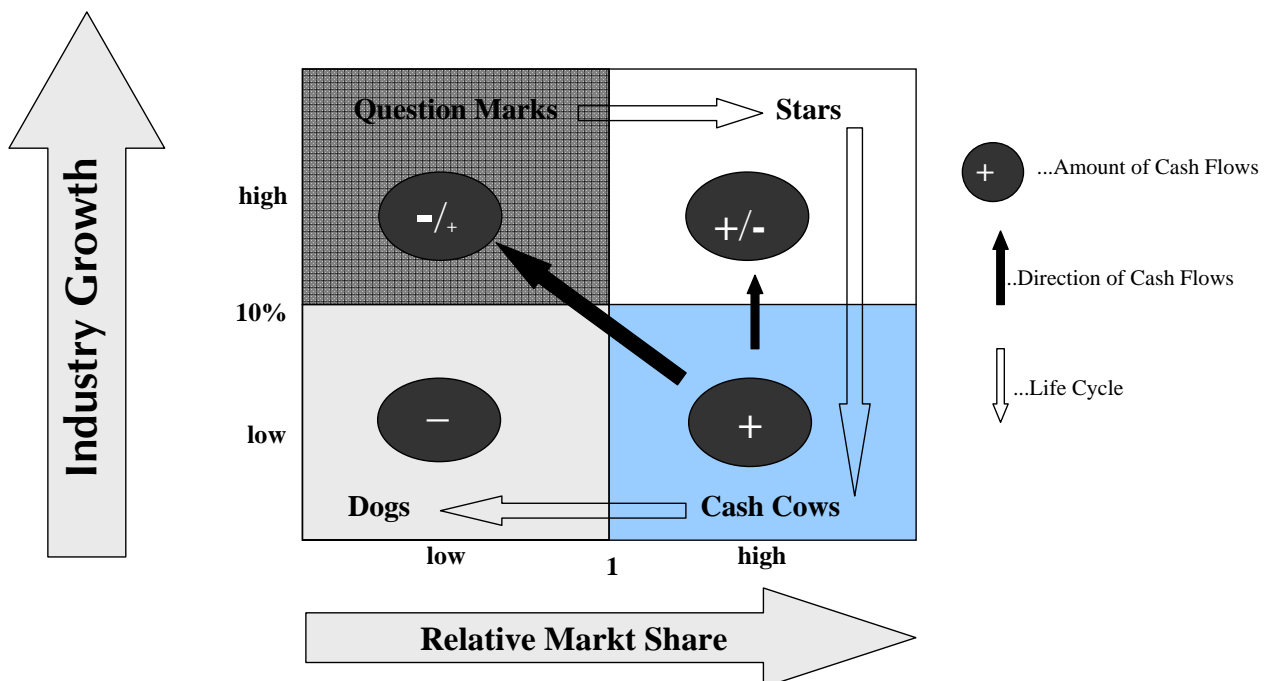 Industry Growth
Question Marks
Stars
high
-/+
+/-
10%
low
–
+
Dogs
Cash Cows
low
1
high
Relative Markt Share
+
...Amount of Cash Flows
...Direction of Cash Flows
...Life Cycle